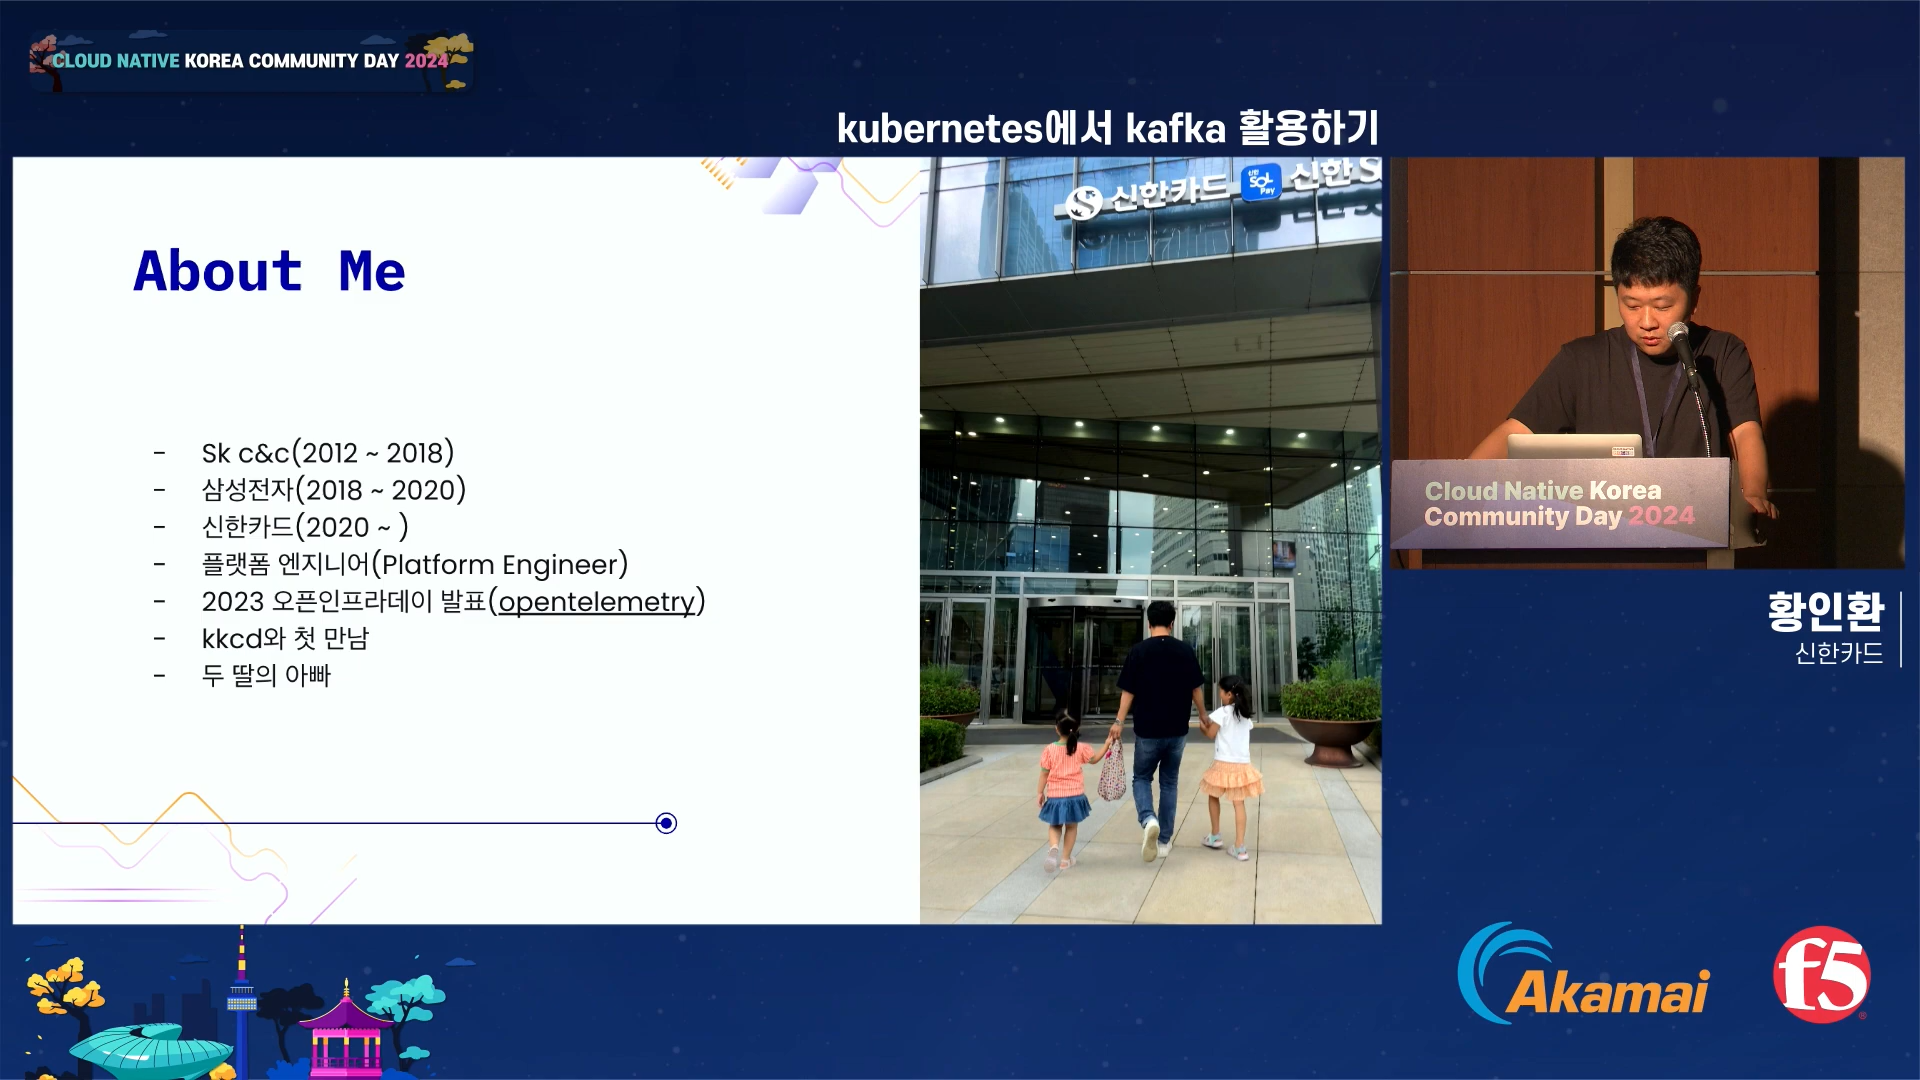 CLOUD NATIVE KOREA COMMUNITY DAY 2024
kubernetes에서 kafka 활용하기
About Me
- Sk c&c(2012 ~ 2018)
- 삼성전자(2018 ~ 2020)
- 신한카드(2020 ~ )
- 플랫폼 엔지니어(Platform Engineer)
- 2023 오픈인프라데이 발표(opentelemetry)
- kkcd와 첫 만남
- 두 딸의 아빠
신한카드 신한 SOL Pay 신한 S
Cloud Native Korea
Community Day 2024
황인환
신한카드
Akamai
f5